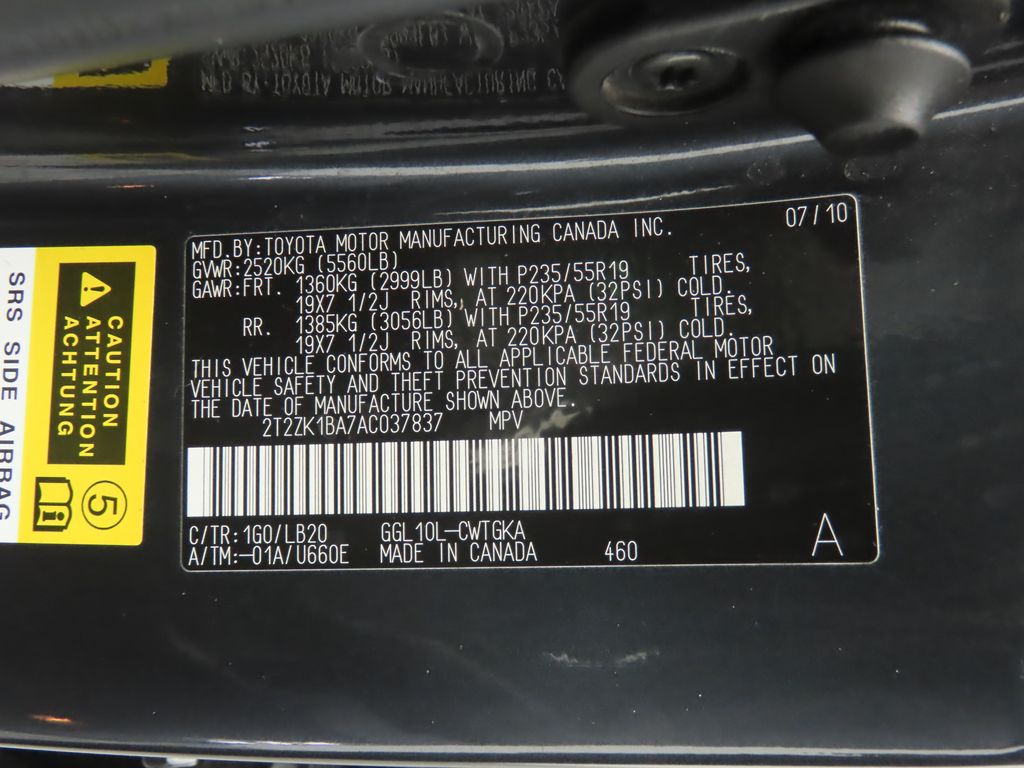 07/10
MFD.BY:TOYOTA MOTOR MANUFACTURING CANADA INC.
GVWR:2520KG (5560LB)
GAWR:FRT. 1360KG (2999LB) WITH P235/55R19 TIRES,
19X7 1/2J RIMS, AT 220KPA (32PSI) COLD.
RR. 1385KG (3056LB) WITH P235/55R19 TIRES,
19X7 1/2J RIMS, AT 220KPA (32PSI) COLD.
THIS VEHICLE CONFORMS TO ALL APPLICABLE FEDERAL MOTOR
VEHICLE SAFETY AND THEFT PREVENTION STANDARDS IN EFFECT ON
THE DATE OF MANUFACTURE SHOWN ABOVE.
2T2ZK1BA7AC037837 MPV
C/TR:1G0/LB20 GGL10L-CWTGKA
A/TM:-01A/U660E MADE IN CANADA 460 A
CAUTION
ATTENTION
ACHTUNG
5
SRS SIDE AIRBAG